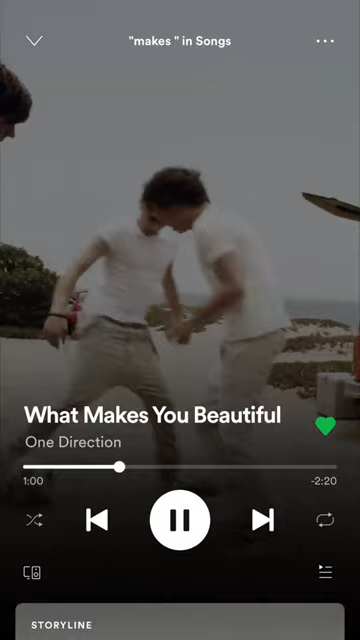 "makes " in Songs
What Makes You Beautiful
One Direction
1:00
-2:20
STORYLINE